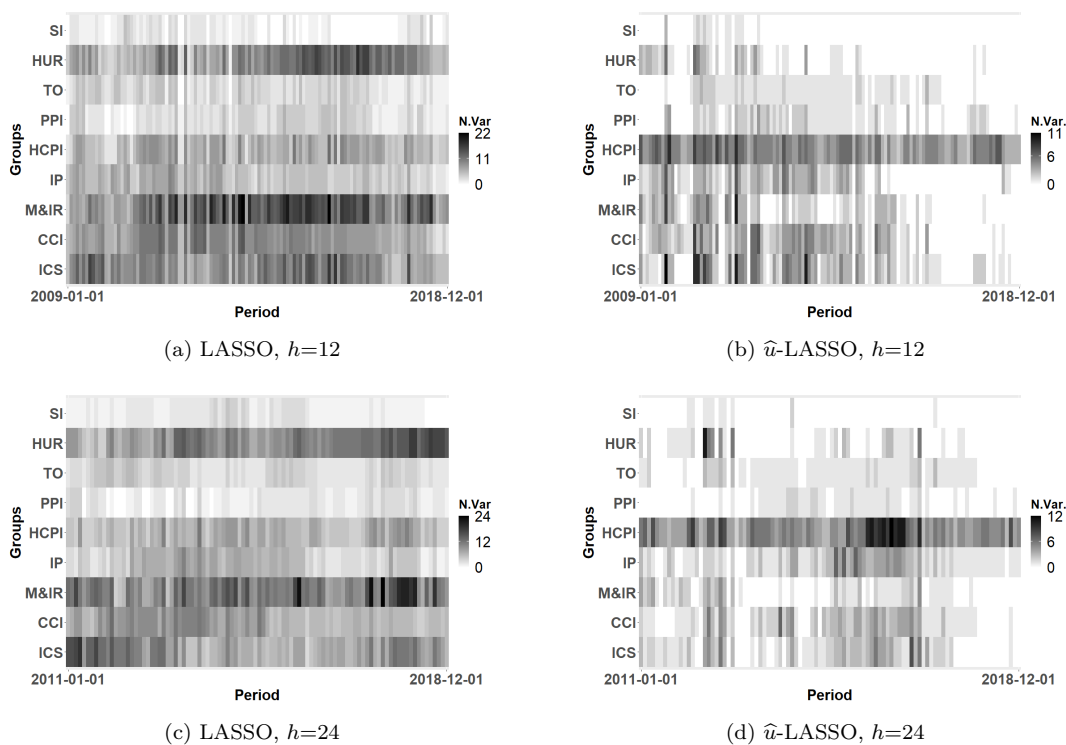 SI
HUR
TO
PPI
HCPI
IP
M&IR
CCI
ICS
Groups
2009-01-01
2018-12-01
Period
N.Var
22
11
0
(a) LASSO, h=12
SI
HUR
TO
PPI
HCPI
IP
M&IR
CCI
ICS
Groups
2009-01-01
2018-12-01
Period
N.Var.
11
6
0
(b) û-LASSO, h=12
SI
HUR
TO
PPI
HCPI
IP
M&IR
CCI
ICS
Groups
2011-01-01
2018-12-01
Period
N.Var
24
12
0
(c) LASSO, h=24
SI
HUR
TO
PPI
HCPI
IP
M&IR
CCI
ICS
Groups
2011-01-01
2018-12-01
Period
N.Var.
12
6
0
(d) û-LASSO, h=24